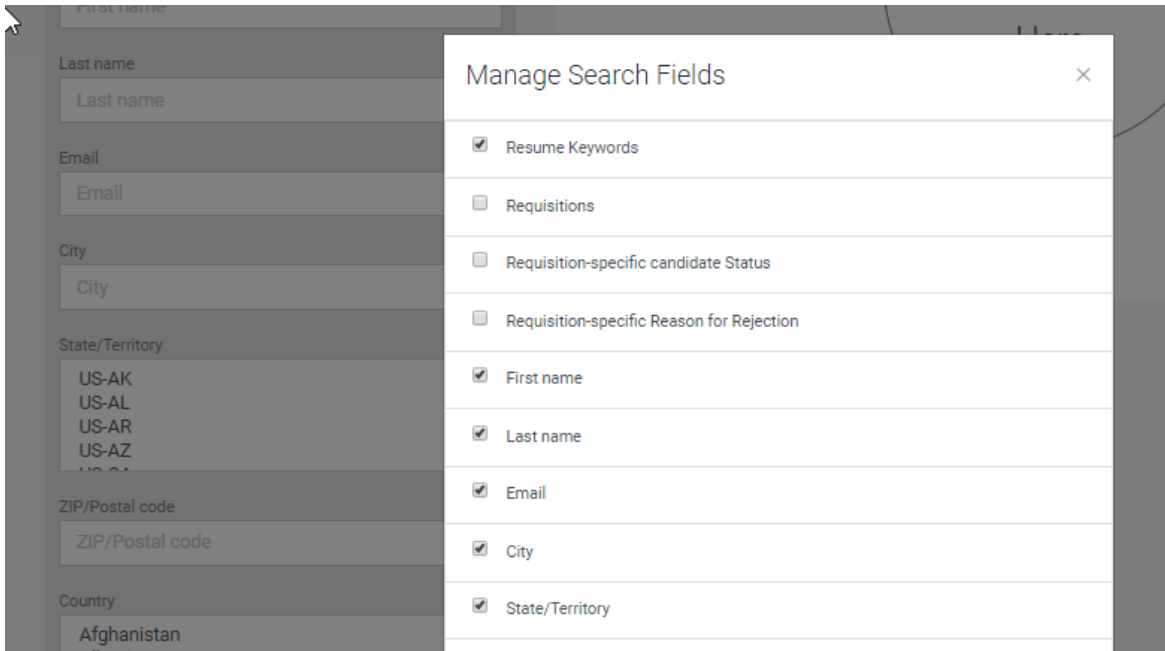 First name
Last name
Last name
Email
Email
City
City
State/Territory
US-AK
US-AL
US-AR
US-AZ
ZIP/Postal code
ZIP/Postal code
Country
Afghanistan
Manage Search Fields
×
Resume Keywords
Requisitions
Requisition-specific candidate Status
Requisition-specific Reason for Rejection
First name
Last name
Email
City
State/Territory